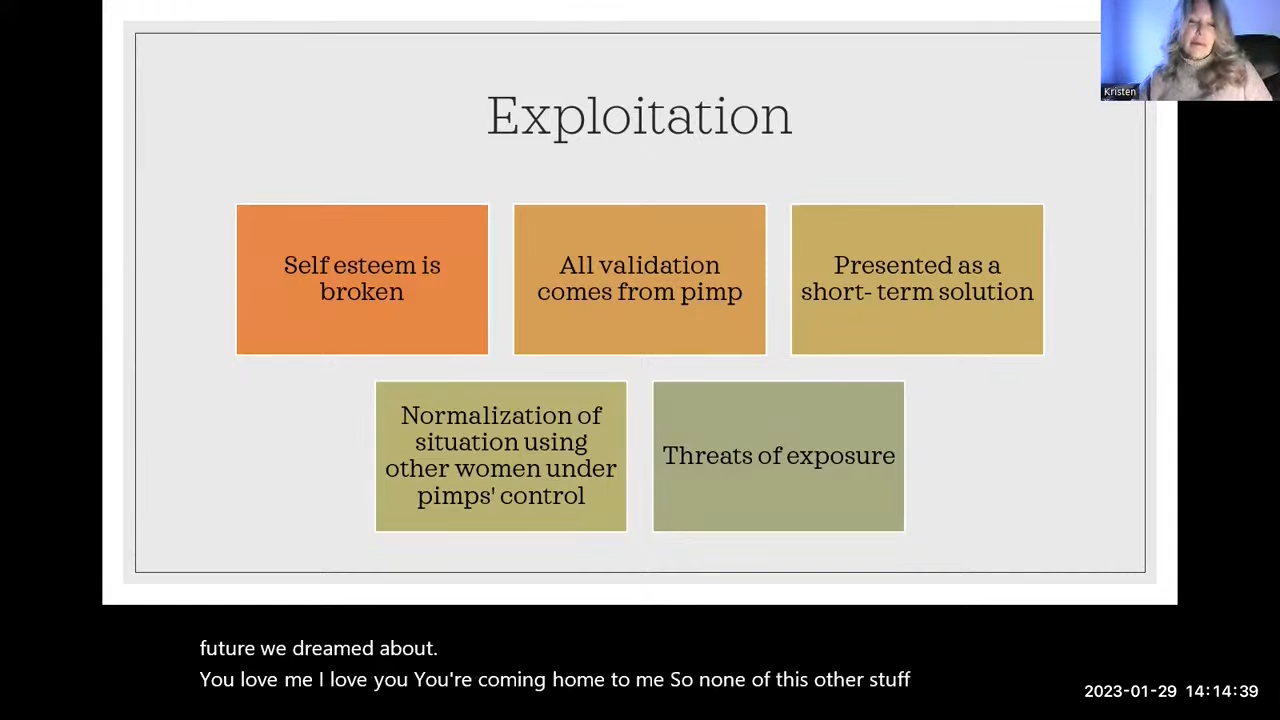 Kristen
Exploitation
Self esteem is
broken
All validation
comes from pimp
Presented as a
short- term solution
Normalization of
situation using
other women under
pimps' control
Threats of exposure
future we dreamed about.
You love me I love you You're coming home to me So none of this other stuff
2023-01-29 14:14:39